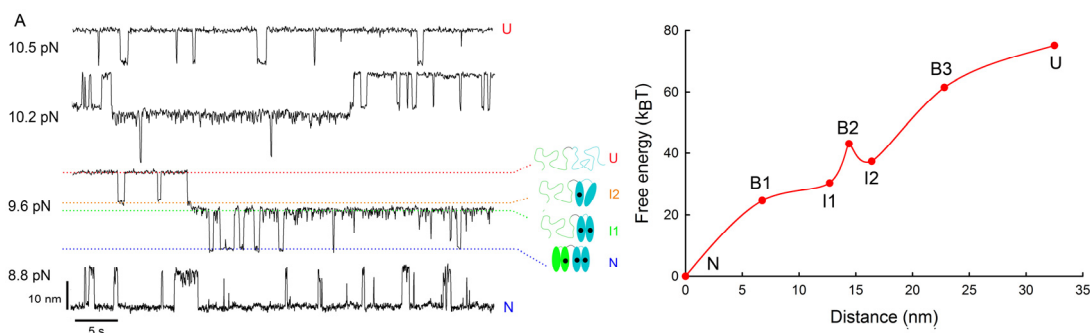 A
10.5 pN
U
10.2 pN
9.6 pN
U
I2
I1
N
8.8 pN
10 nm
5 s
N
Free energy (kBT)
80
60
40
20
0
N
B1
I1
B2
I2
B3
U
0 5 10 15 20 25 30 35
Distance (nm)